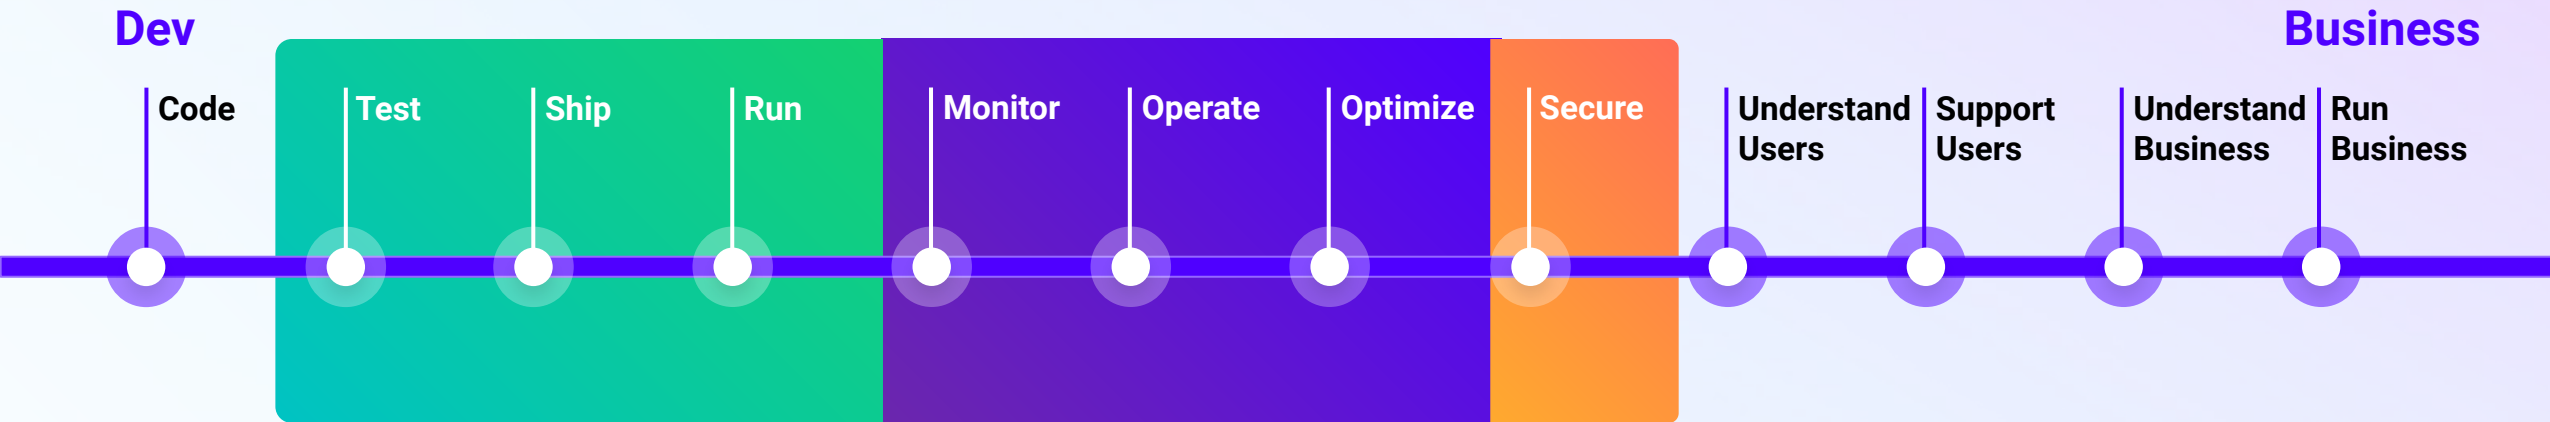 Dev
Business
Code
Test
Ship
Run
Monitor
Operate
Optimize
Secure
Understand
Users
Support
Users
Understand
Business
Run
Business